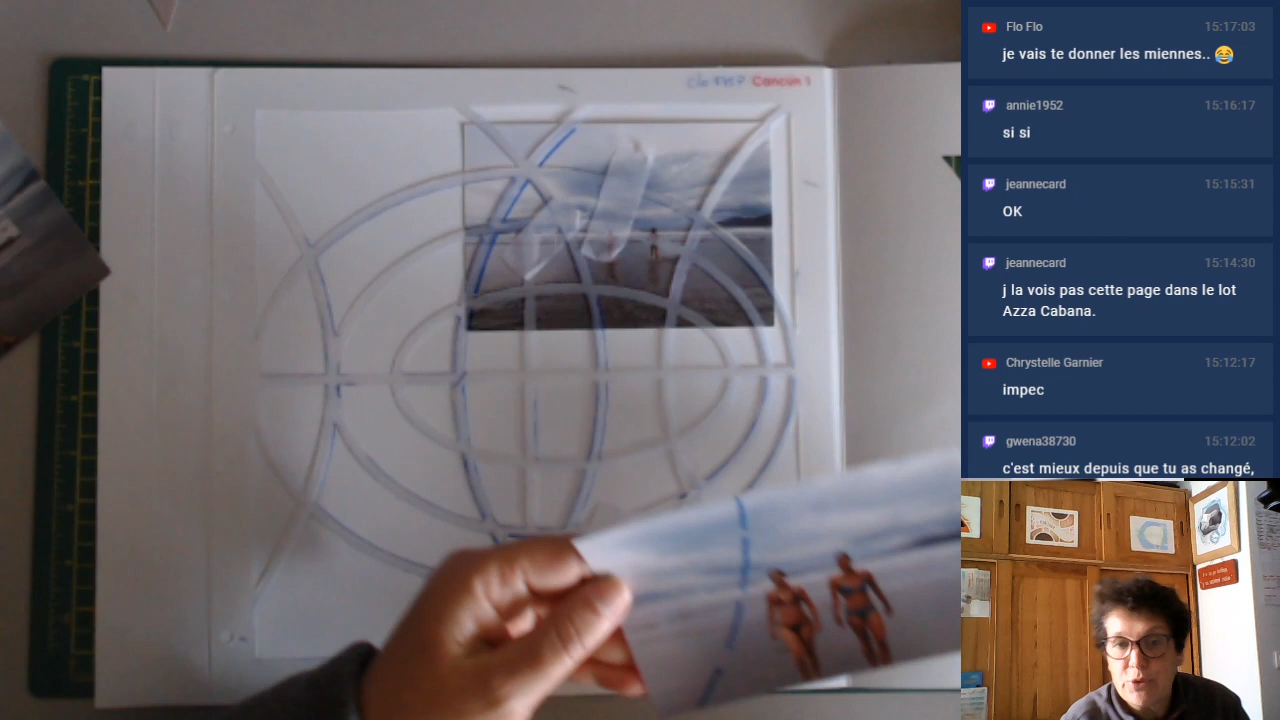 Cancun 1
Flo Flo 15:17:03
je vais te donner les miennes.. 😂
annie1952 15:16:17
si si
jeannecard 15:15:31
OK
jeannecard 15:14:30
j la vois pas cette page dans le lot
Azza Cabana.
Chrystelle Garnier 15:12:17
impec
gwena38730 15:12:02
c'est mieux depuis que tu as changé,